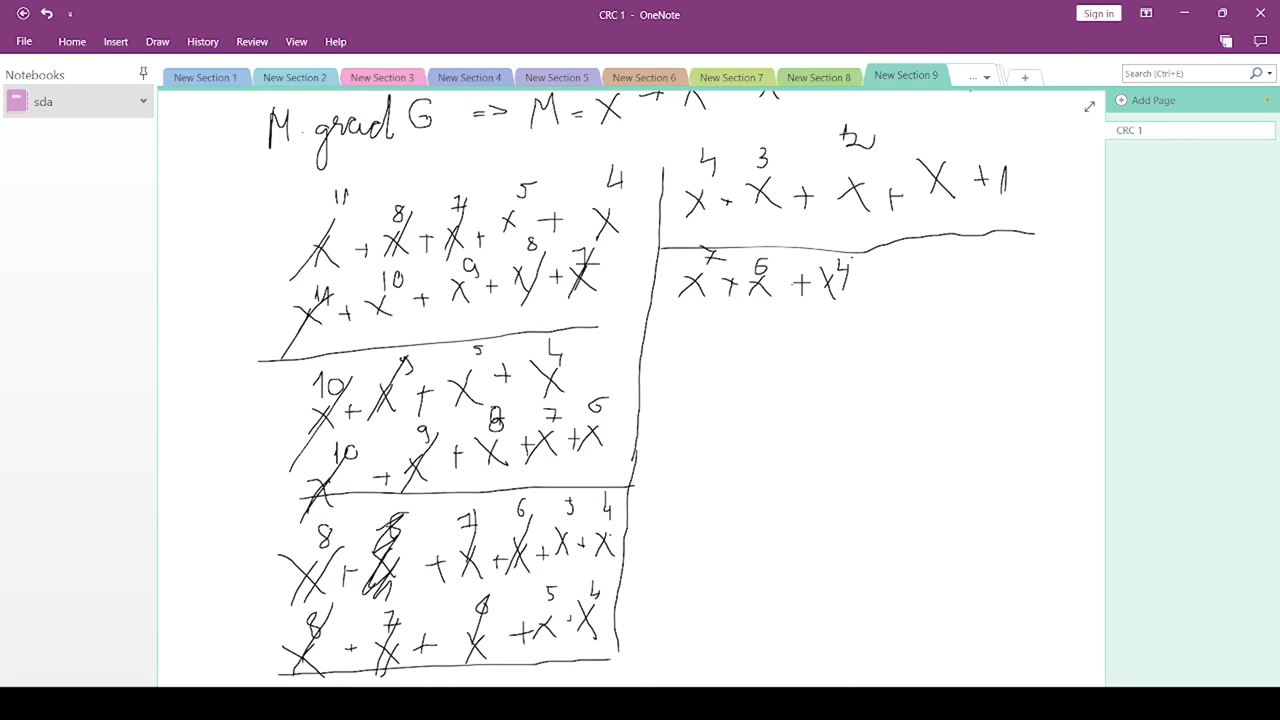 CRC 1 - OneNote
Sign in
File Home Insert Draw History Review View Help
Notebooks
New Section 1 New Section 2 New Section 3 New Section 4 New Section 5 New Section 6 New Section 7 New Section 8 New Section 9 ...
Search (Ctrl+E)
sda
Add Page
CRC 1
M. grad G => M = X
X¹¹ + X⁸ + X⁷ + X⁵ + X⁴
X⁴ + X³ + X² + X + 1
X¹¹ + X¹⁰ + X⁹ + X⁸ + X⁷
X⁷ + X⁶ + X⁴
X¹⁰ + X⁹ + X⁵ + X⁴
X¹⁰ + X⁹ + X⁸ + X⁷ + X⁶
X⁸ + X⁷ + X⁶ + X⁵ + X⁴
X⁸ + X⁷ + X⁶ + X⁵ + X⁴